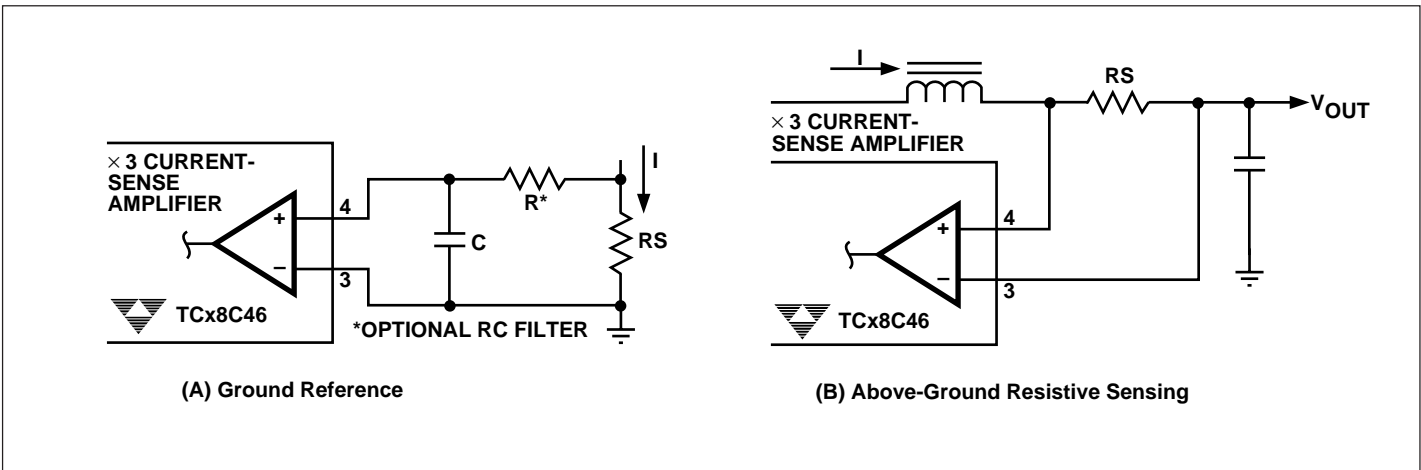 × 3 CURRENT-
SENSE
AMPLIFIER
+
−
4
3
C
R*
I
RS
TCx8C46
*OPTIONAL RC FILTER
(A) Ground Reference
I
RS
VOUT
× 3 CURRENT-
SENSE AMPLIFIER
+
−
4
3
TCx8C46
(B) Above-Ground Resistive Sensing